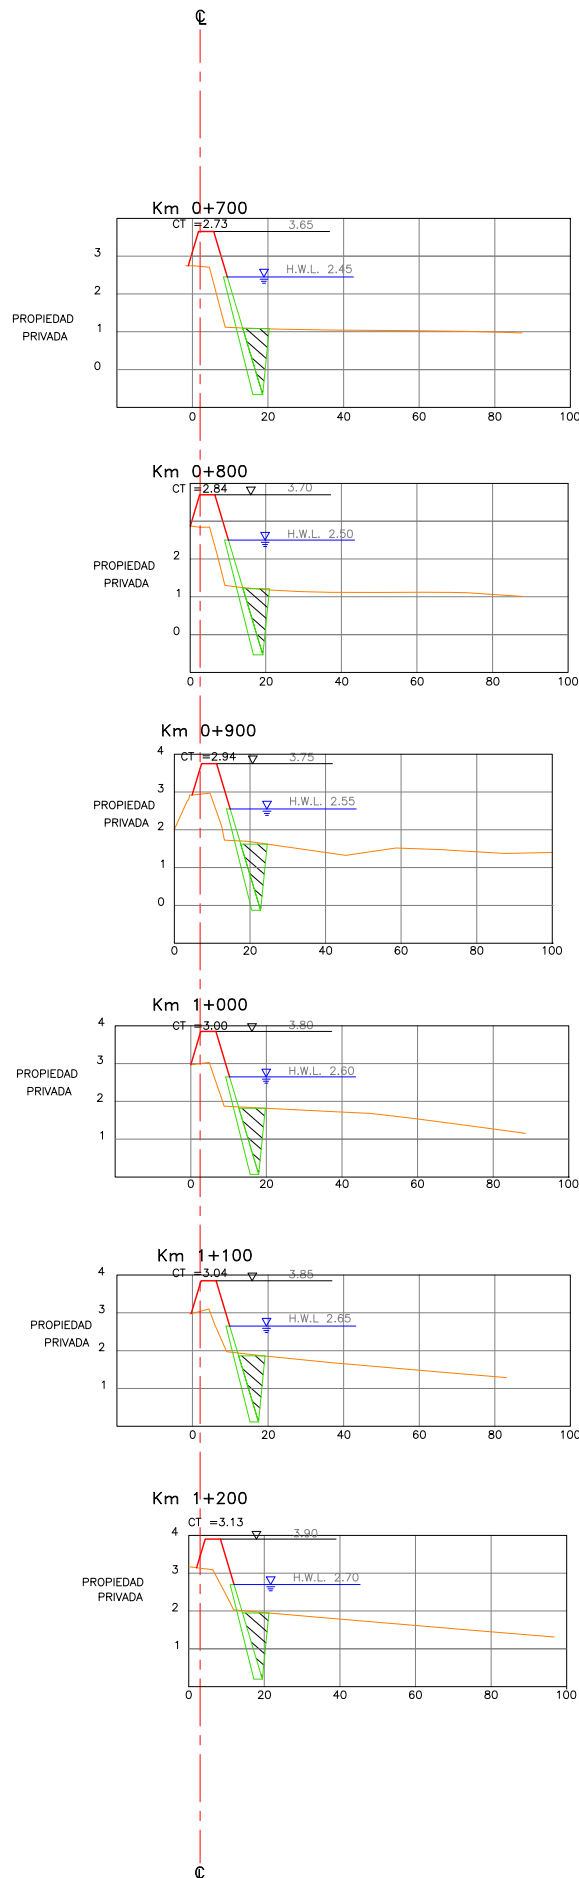 ℄
Km 0+700
CT =2.73
3.65
3
H.W.L. 2.45
2
PROPIEDAD
PRIVADA
1
0
0 20 40 60 80 100
Km 0+800
CT =2.84
3.70
H.W.L. 2.50
2
PROPIEDAD
PRIVADA
1
0
0 20 40 60 80 100
Km 0+900
4
CT =2.94
3.75
3
H.W.L. 2.55
PROPIEDAD
PRIVADA
2
1
0
0 20 40 60 80 100
Km 1+000
4
CT =3.00
3.80
3
H.W.L. 2.60
PROPIEDAD
PRIVADA
2
1
0 20 40 60 80 100
Km 1+100
4
CT =3.04
3.85
3
H.W.L 2.65
PROPIEDAD
PRIVADA
2
1
0 20 40 60 80 100
Km 1+200
CT =3.13
4
3.90
3
H.W.L. 2.70
PROPIEDAD
PRIVADA
2
1
0 20 40 60 80 100
℄